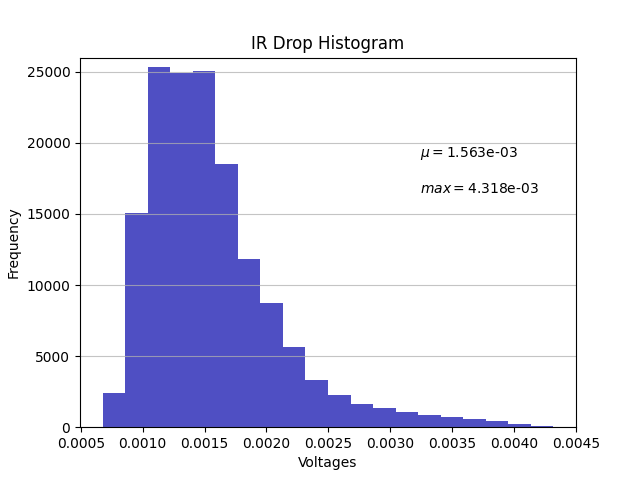 IR Drop Histogram
25000
20000
15000
10000
5000
0
Frequency
μ = 1.563e-03
max = 4.318e-03
0.0005 0.0010 0.0015 0.0020 0.0025 0.0030 0.0035 0.0040 0.0045
Voltages